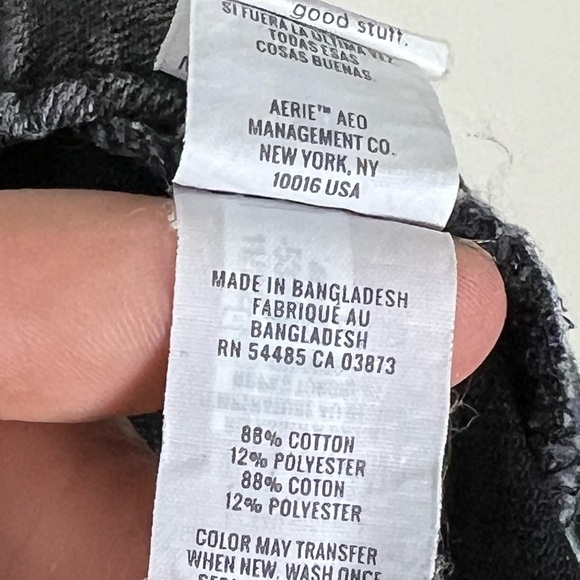 good stuff.
SI FUERA LA ÚLTIMA VEZ
TODAS ESAS
COSAS BUENAS.
AERIE™ AEO
MANAGEMENT CO.
NEW YORK, NY
10016 USA
MADE IN BANGLADESH
FABRIQUÉ AU
BANGLADESH
RN 54485 CA 03873
88% COTTON
12% POLYESTER
88% COTON
12% POLYESTER
COLOR MAY TRANSFER
WHEN NEW. WASH ONCE